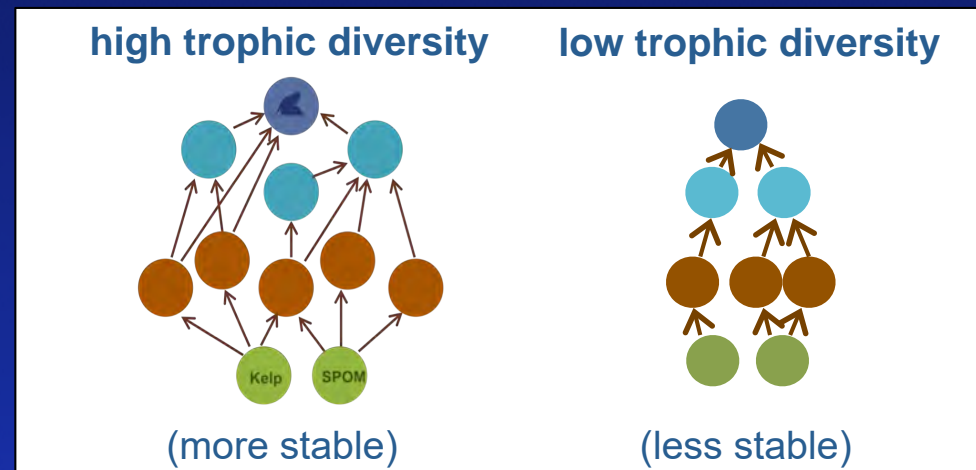 high trophic diversity
low trophic diversity
Kelp
SPOM
(more stable)
(less stable)